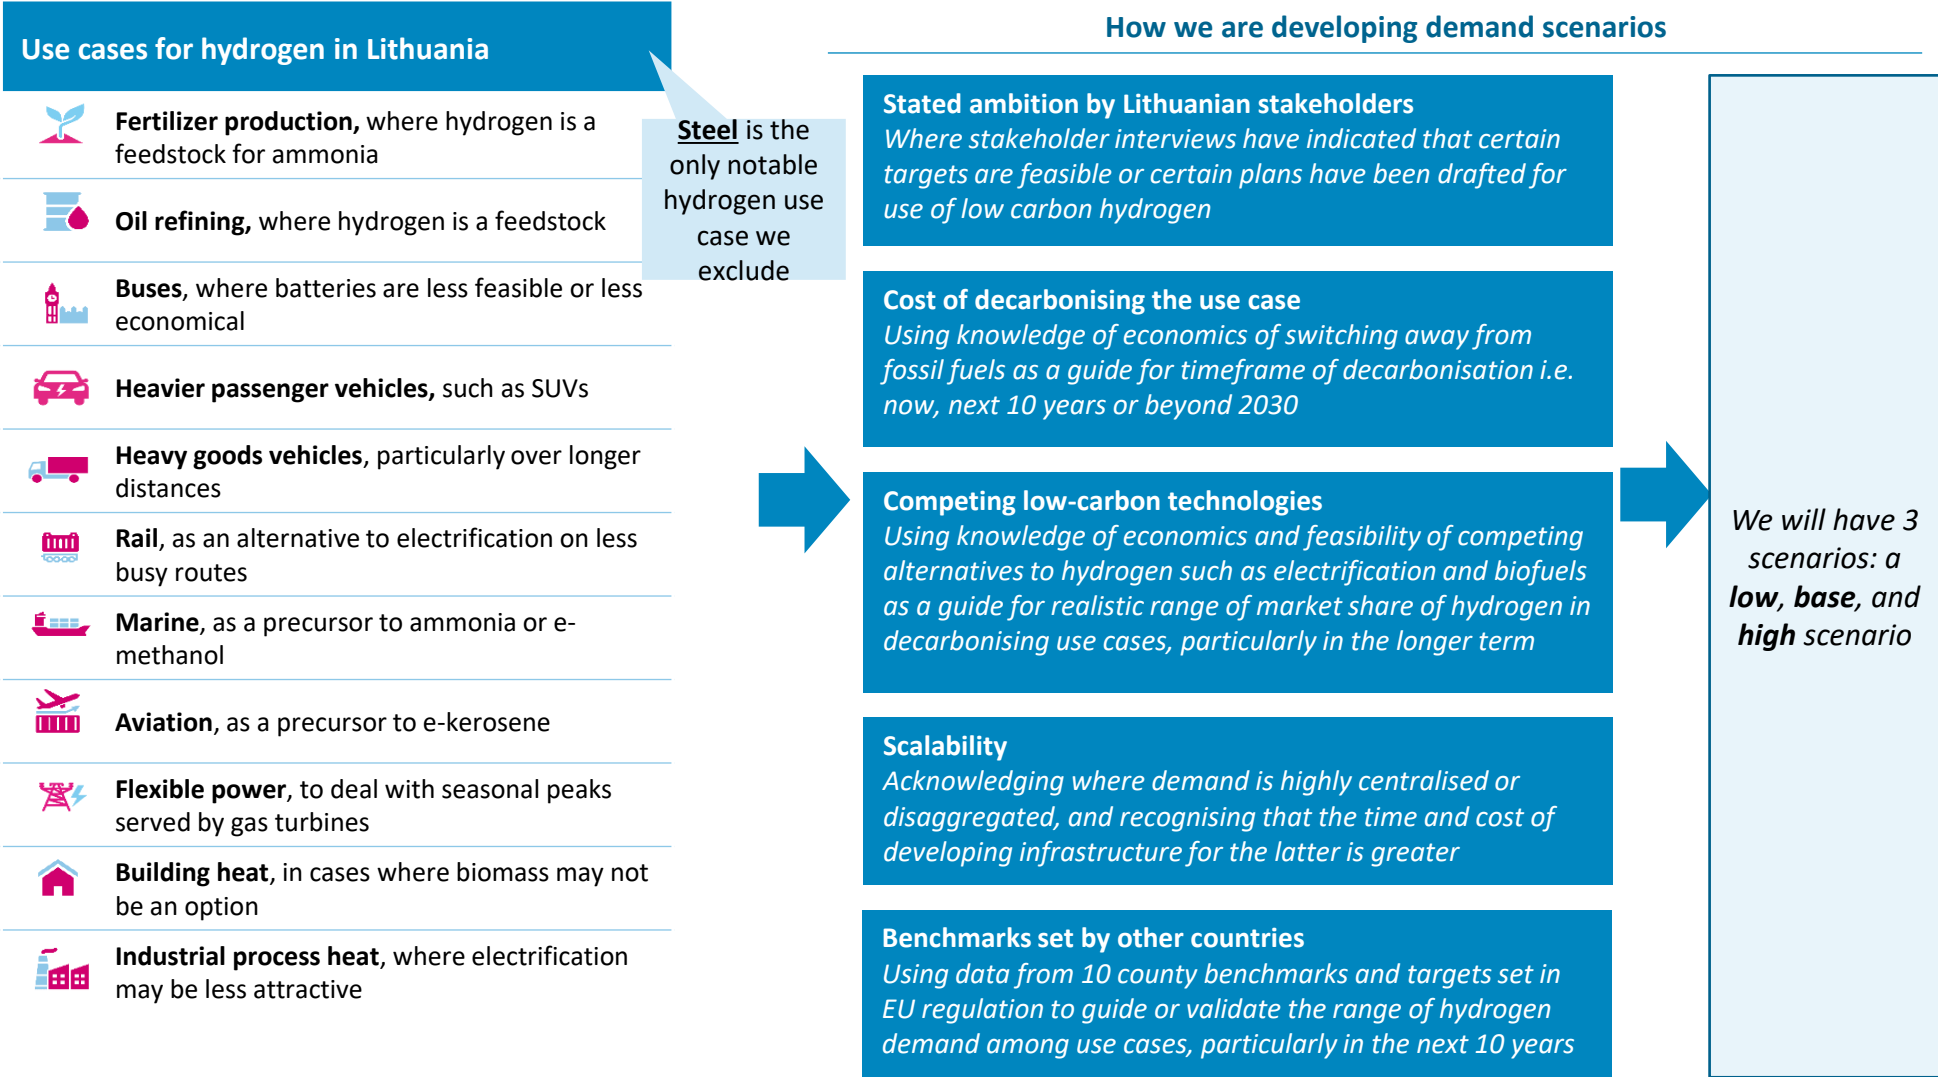 Use cases for hydrogen in Lithuania
Fertilizer production, where hydrogen is a
feedstock for ammonia
Oil refining, where hydrogen is a feedstock
Buses, where batteries are less feasible or less
economical
Heavier passenger vehicles, such as SUVs
Heavy goods vehicles, particularly over longer
distances
Rail, as an alternative to electrification on less
busy routes
Marine, as a precursor to ammonia or e-
methanol
Aviation, as a precursor to e-kerosene
Flexible power, to deal with seasonal peaks
served by gas turbines
Building heat, in cases where biomass may not
be an option
Industrial process heat, where electrification
may be less attractive
Steel is the
only notable
hydrogen use
case we
exclude
How we are developing demand scenarios
Stated ambition by Lithuanian stakeholders
Where stakeholder interviews have indicated that certain
targets are feasible or certain plans have been drafted for
use of low carbon hydrogen
Cost of decarbonising the use case
Using knowledge of economics of switching away from
fossil fuels as a guide for timeframe of decarbonisation i.e.
now, next 10 years or beyond 2030
Competing low-carbon technologies
Using knowledge of economics and feasibility of competing
alternatives to hydrogen such as electrification and biofuels
as a guide for realistic range of market share of hydrogen in
decarbonising use cases, particularly in the longer term
Scalability
Acknowledging where demand is highly centralised or
disaggregated, and recognising that the time and cost of
developing infrastructure for the latter is greater
Benchmarks set by other countries
Using data from 10 county benchmarks and targets set in
EU regulation to guide or validate the range of hydrogen
demand among use cases, particularly in the next 10 years
We will have 3
scenarios: a
low, base, and
high scenario